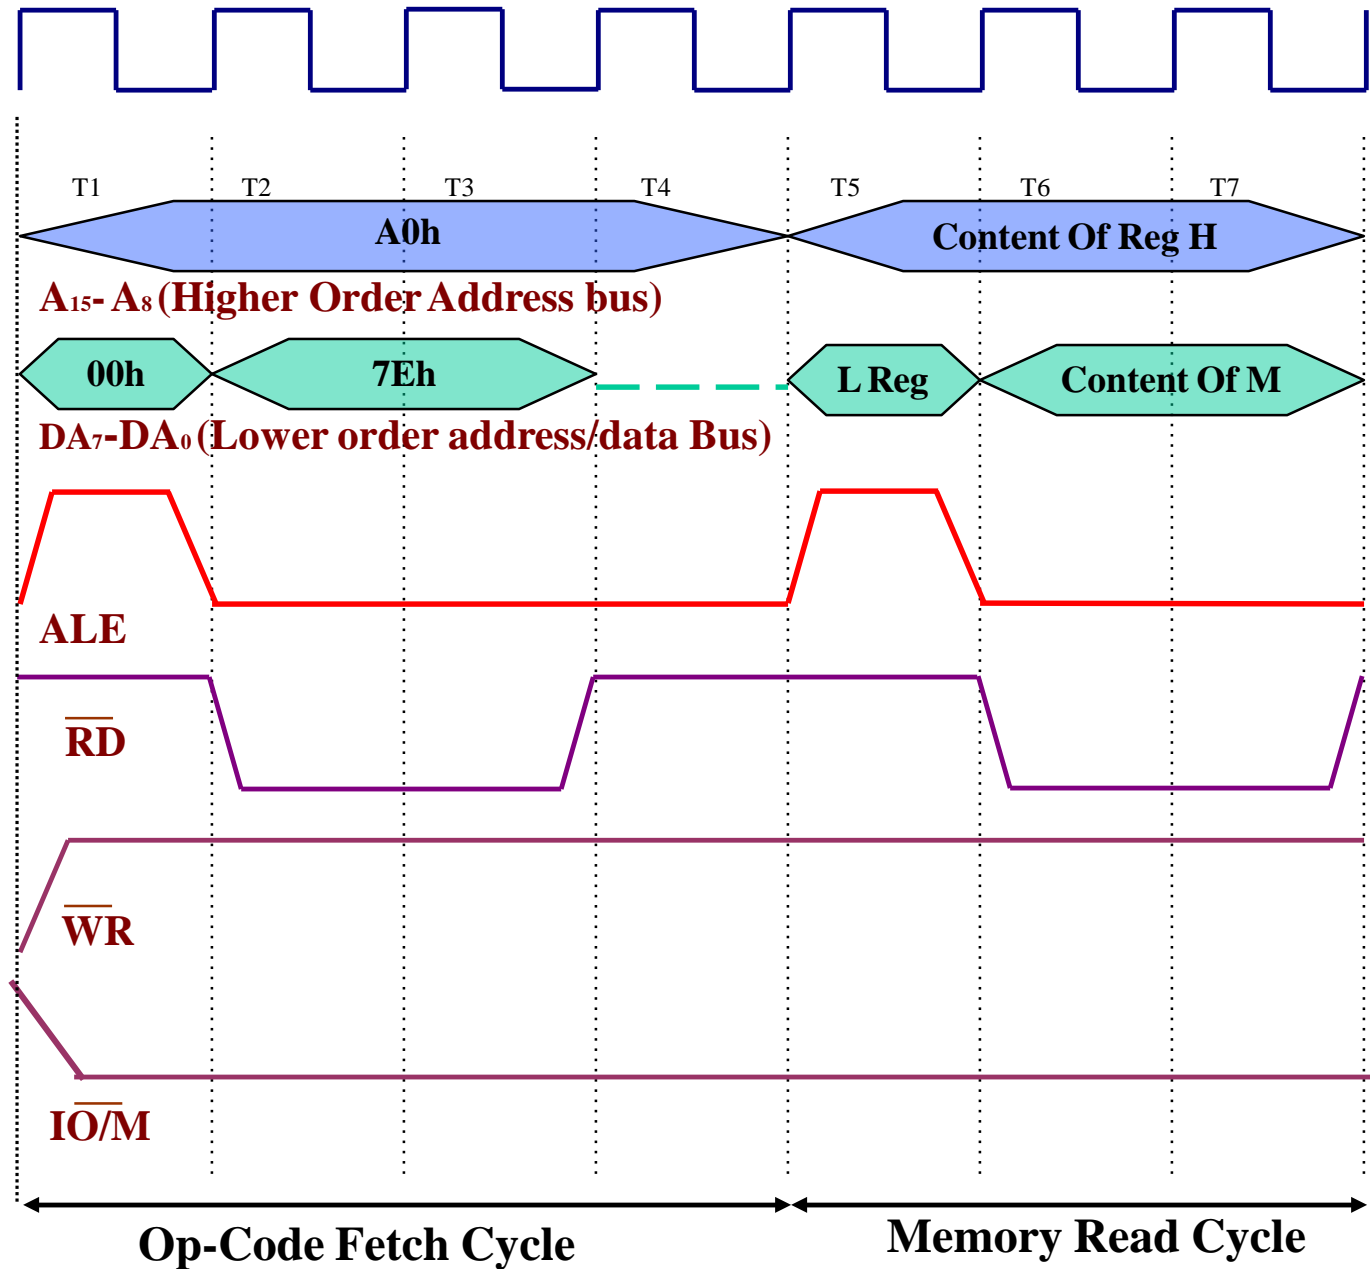 T1 T2 T3 T4 T5 T6 T7
A0h Content Of Reg H
A15- A8 (Higher Order Address bus)
00h 7Eh L Reg Content Of M
DA7-DA0 (Lower order address/data Bus)
ALE
RD
WR
IO/M
Op-Code Fetch Cycle Memory Read Cycle